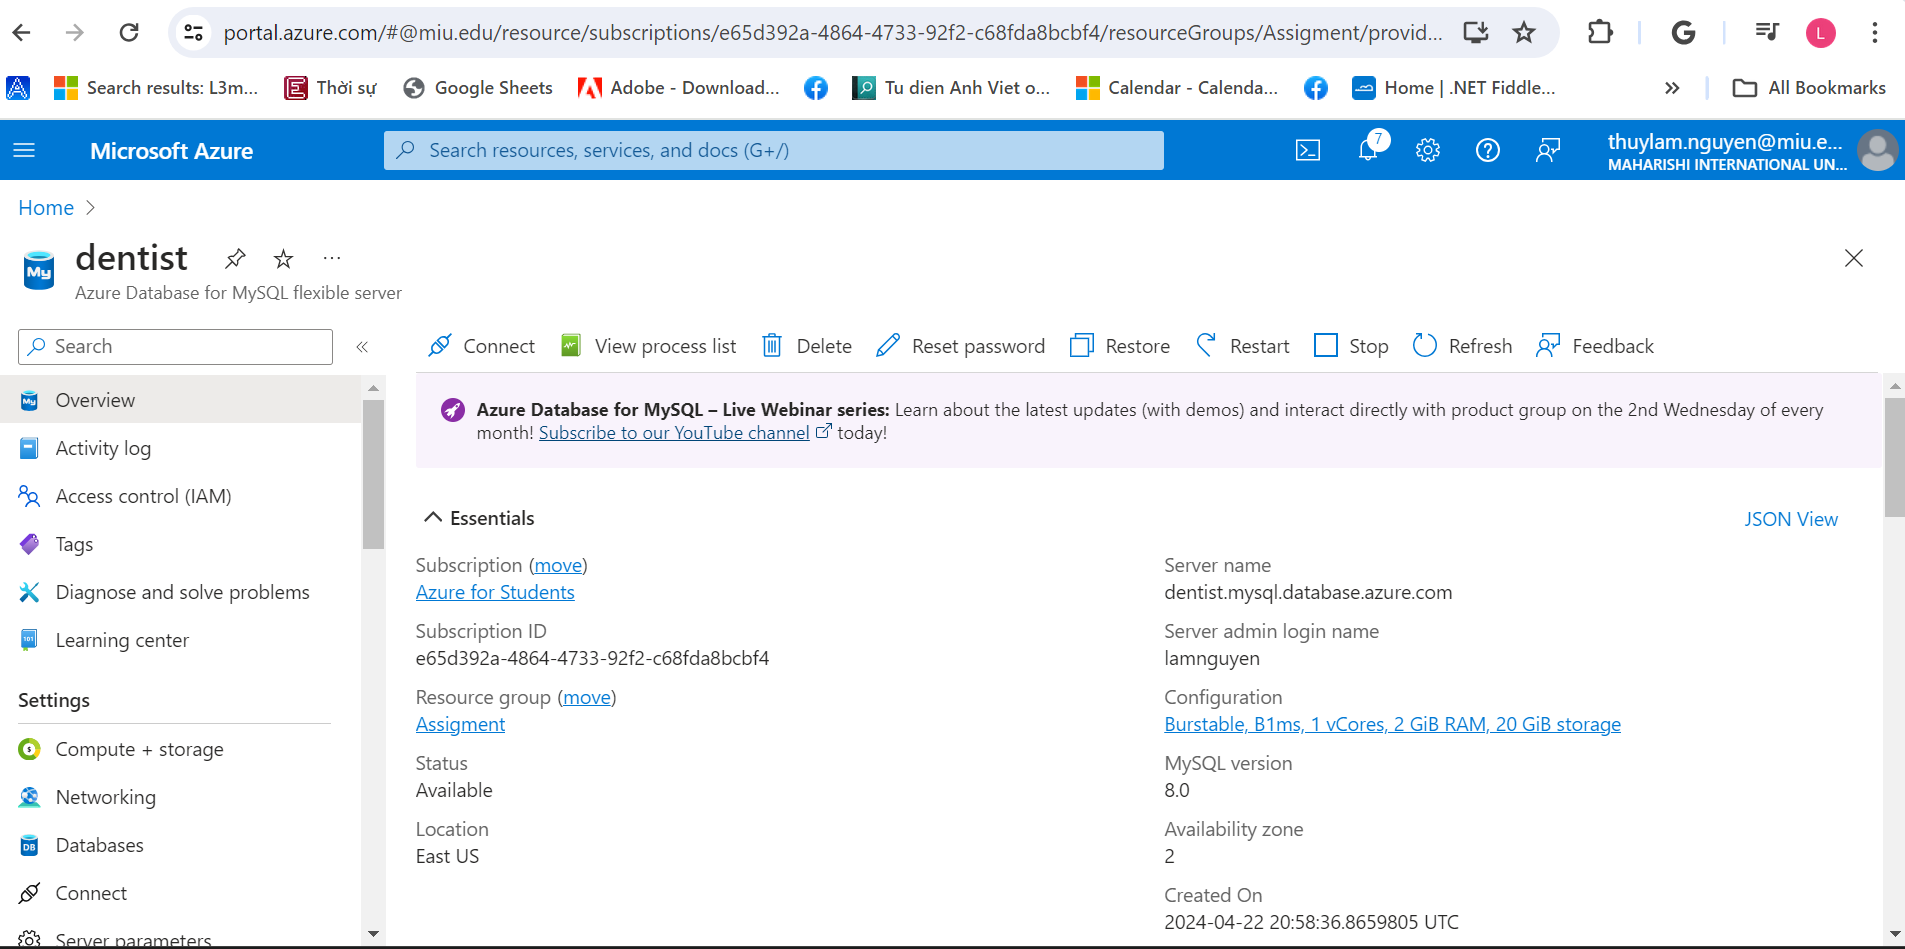 portal.azure.com/#@miu.edu/resource/subscriptions/e65d392a-4864-4733-92f2-c68fda8bcbf4/resourceGroups/Assigment/provid...
L
Search results: L3m...
Thời sự
Google Sheets
Adobe - Download...
Tu dien Anh Viet o...
Calendar - Calenda...
Home | .NET Fiddle...
All Bookmarks
Microsoft Azure
Search resources, services, and docs (G+/)
7
thuylam.nguyen@miu.e...
MAHARISHI INTERNATIONAL UN...
Home
My
dentist
Azure Database for MySQL flexible server
Search
Connect
View process list
Delete
Reset password
Restore
Restart
Stop
Refresh
Feedback
Overview
Activity log
Access control (IAM)
Tags
Diagnose and solve problems
Learning center
Settings
Compute + storage
Networking
Databases
Connect
Server parameters
Azure Database for MySQL – Live Webinar series: Learn about the latest updates (with demos) and interact directly with product group on the 2nd Wednesday of every
month! Subscribe to our YouTube channel today!
Essentials
JSON View
Subscription (move)
Azure for Students
Subscription ID
e65d392a-4864-4733-92f2-c68fda8bcbf4
Resource group (move)
Assigment
Status
Available
Location
East US
Server name
dentist.mysql.database.azure.com
Server admin login name
lamnguyen
Configuration
Burstable, B1ms, 1 vCores, 2 GiB RAM, 20 GiB storage
MySQL version
8.0
Availability zone
2
Created On
2024-04-22 20:58:36.8659805 UTC